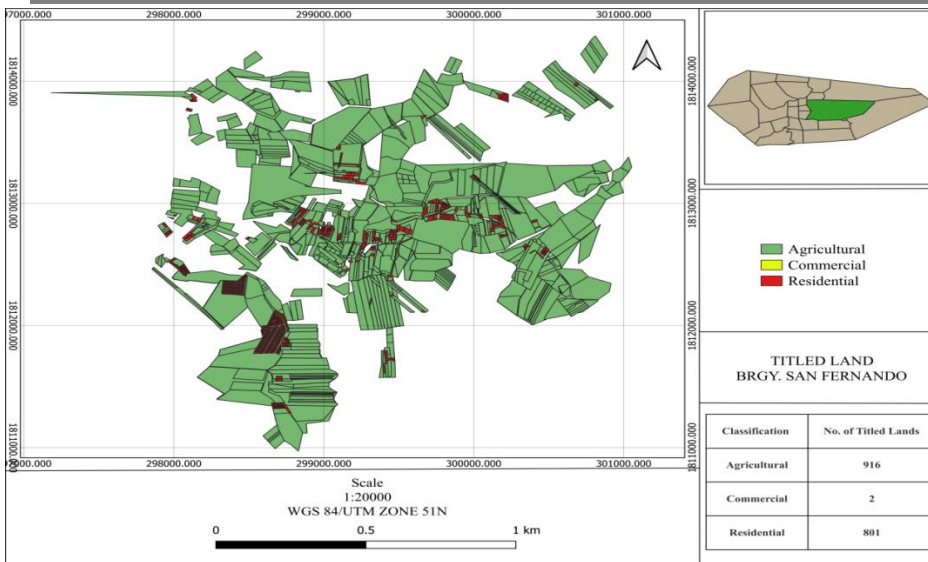 297000.000 298000.000 299000.000 300000.000 301000.000
1814000.000 1814000.000
1813000.000 1813000.000
1812000.000 1812000.000
1811000.000 1811000.000
297000.000 298000.000 299000.000 300000.000 301000.000
Scale
1:20000
WGS 84/UTM ZONE 51N
0 0.5 1 km
Agricultural
Commercial
Residential
TITLED LAND
BRGY. SAN FERNANDO
Classification No. of Titled Lands
Agricultural 916
Commercial 2
Residential 801